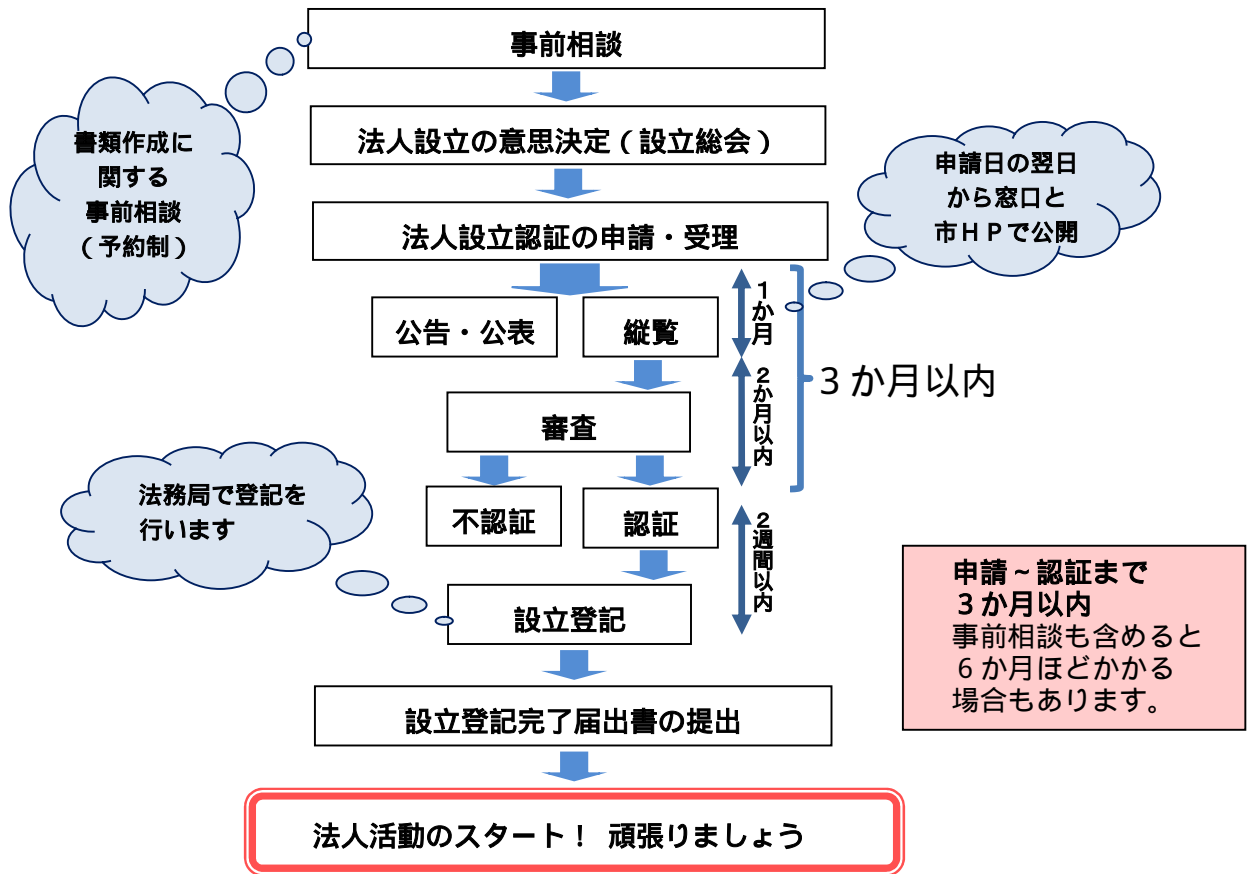 事前相談
書類作成に
関する
事前相談
（予約制）
法人設立の意思決定（設立総会）
申請日の翌日
から窓口と
市ＨＰで公開
法人設立認証の申請・受理
公告・公表
縦覧
１か月
３か月以内
２か月以内
審査
法務局で登記を
行います
不認証
認証
２週間以内
設立登記
申請～認証まで
３か月以内
事前相談も含めると
６か月ほどかかる
場合もあります。
設立登記完了届出書の提出
法人活動のスタート！ 頑張りましょう